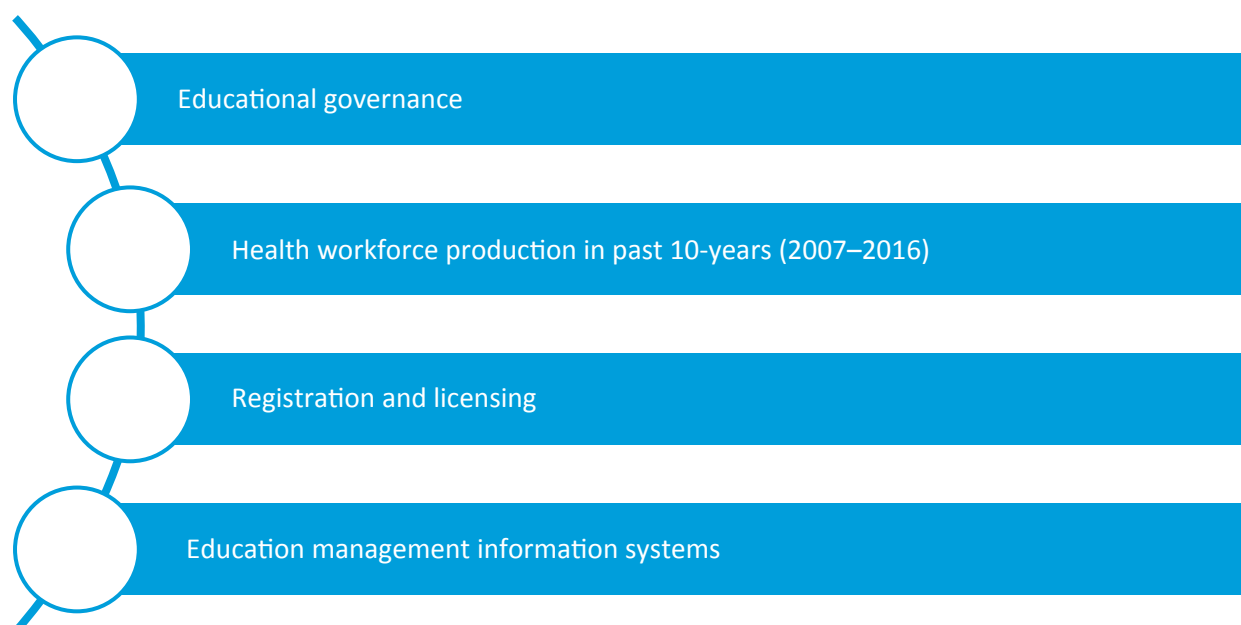 Educational governance
Health workforce production in past 10-years (2007–2016)
Registration and licensing
Education management information systems